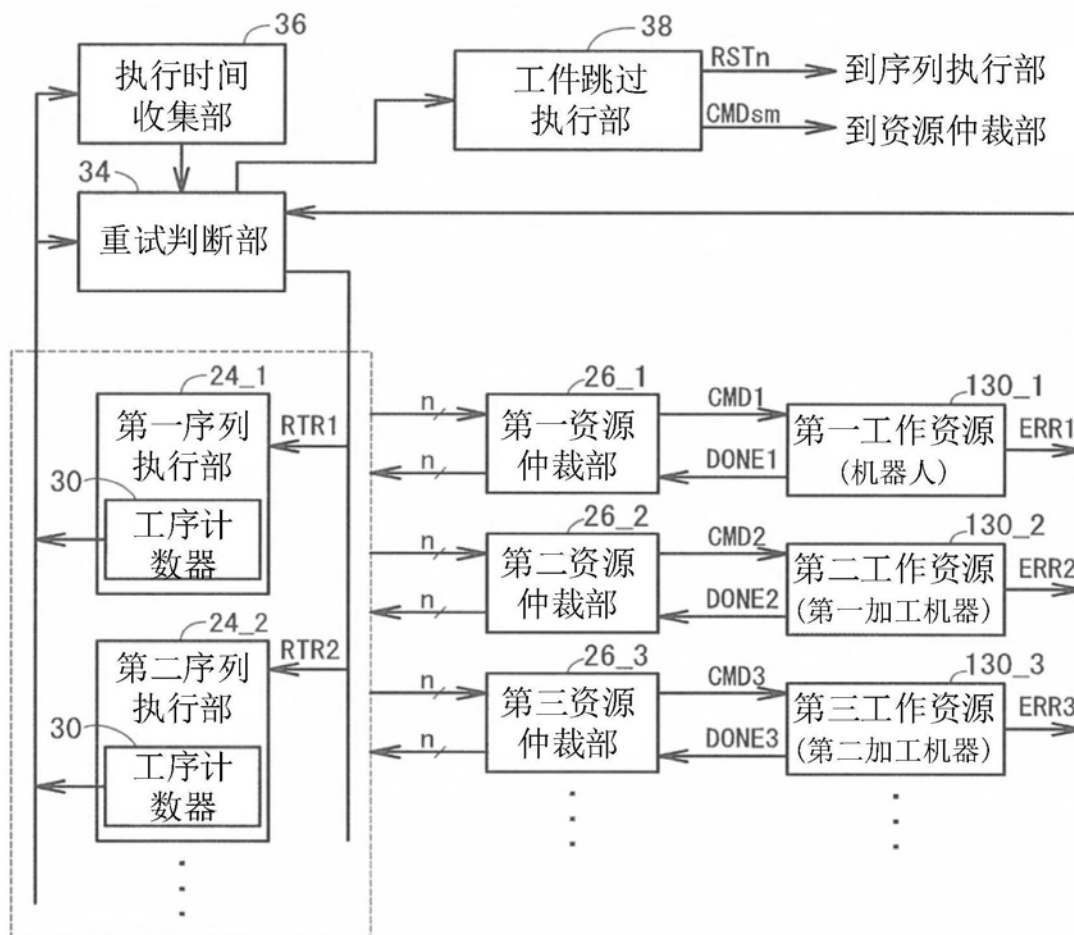 36
执行时间
收集部
38
工件跳过
执行部
RSTn
到序列执行部
CMDsm
到资源仲裁部
34
重试判断部
24_1
第一序列
执行部
RTR1
30
工序计
数器
24_2
第二序列
执行部
RTR2
30
工序计
数器
n
n
26_1
第一资源
仲裁部
CMD1
DONE1
130_1
第一工作资源
(机器人)
ERR1
n
n
26_2
第二资源
仲裁部
CMD2
DONE2
130_2
第二工作资源
(第一加工机器)
ERR2
n
n
26_3
第三资源
仲裁部
CMD3
DONE3
130_3
第三工作资源
(第二加工机器)
ERR3